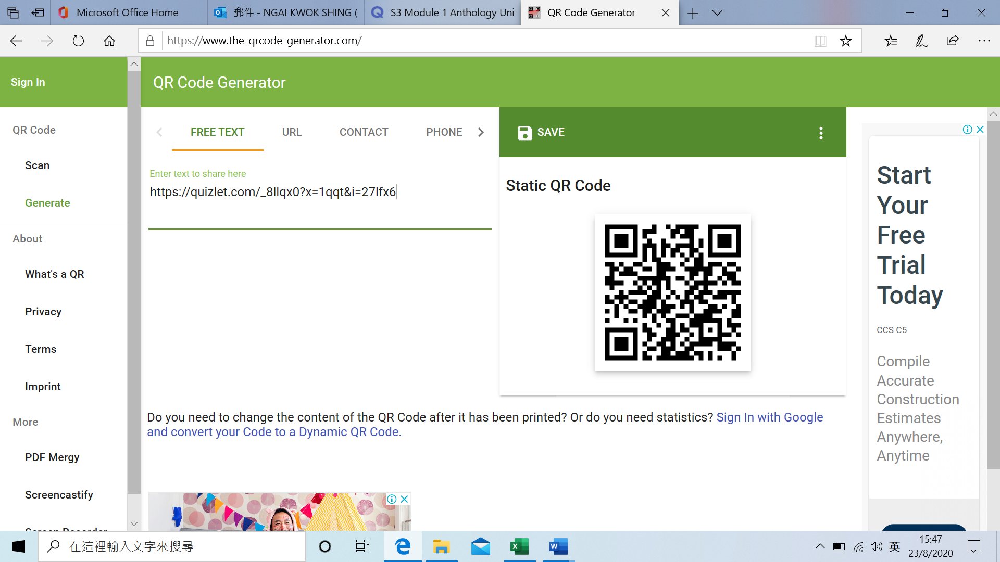 Microsoft Office Home
郵件 - NGAI KWOK SHING (
S3 Module 1 Anthology Uni
QR Code Generator
https://www.the-qrcode-generator.com/
Sign In
QR Code Generator
QR Code
Scan
Generate
About
What's a QR
Privacy
Terms
Imprint
More
PDF Mergy
Screencastify
Screen Recorder
FREE TEXT
URL
CONTACT
PHONE
Enter text to share here
https://quizlet.com/_8llqx0?x=1qqt&i=27lfx6
SAVE
Static QR Code
Do you need to change the content of the QR Code after it has been printed? Or do you need statistics? Sign In with Google
and convert your Code to a Dynamic QR Code.
Start
Your
Free
Trial
Today
CCS C5
Compile
Accurate
Construction
Estimates
Anywhere,
Anytime
在這裡輸入文字來搜尋
英
15:47
23/8/2020